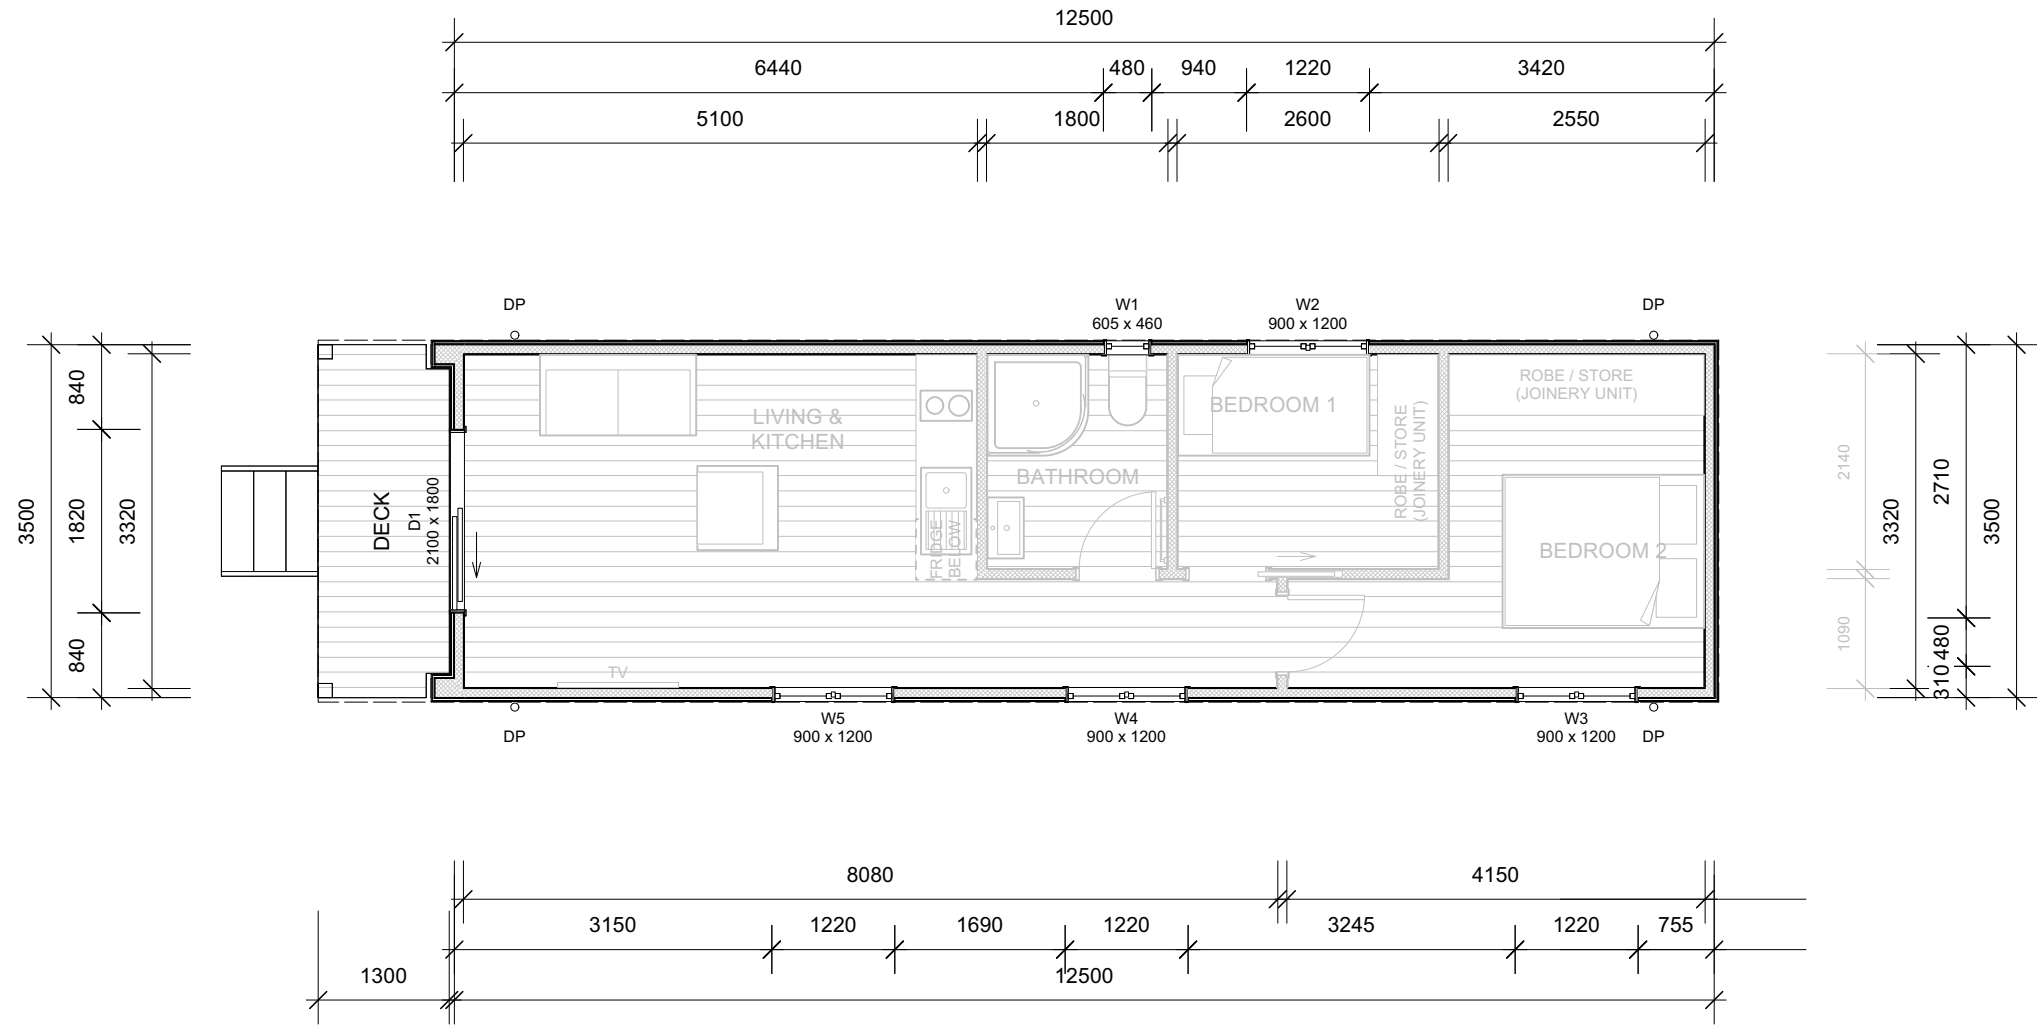 12500
6440 480 940 1220 3420
5100 1800 2600 2550
DP
W1
605 x 460
W2
900 x 1200
DP
3500
840
1820
840
3320
DECK
D1
2100 x 1800
LIVING &
KITCHEN
FRIDGE
BELOW
TV
BATHROOM
BEDROOM 1
ROBE / STORE
(JOINERY UNIT)
ROBE / STORE
(JOINERY UNIT)
BEDROOM 2
2140
1090
3320
2710
480
310
3500
DP
W5
900 x 1200
W4
900 x 1200
W3
900 x 1200
DP
8080 4150
3150 1220 1690 1220 3245 1220 755
1300 12500